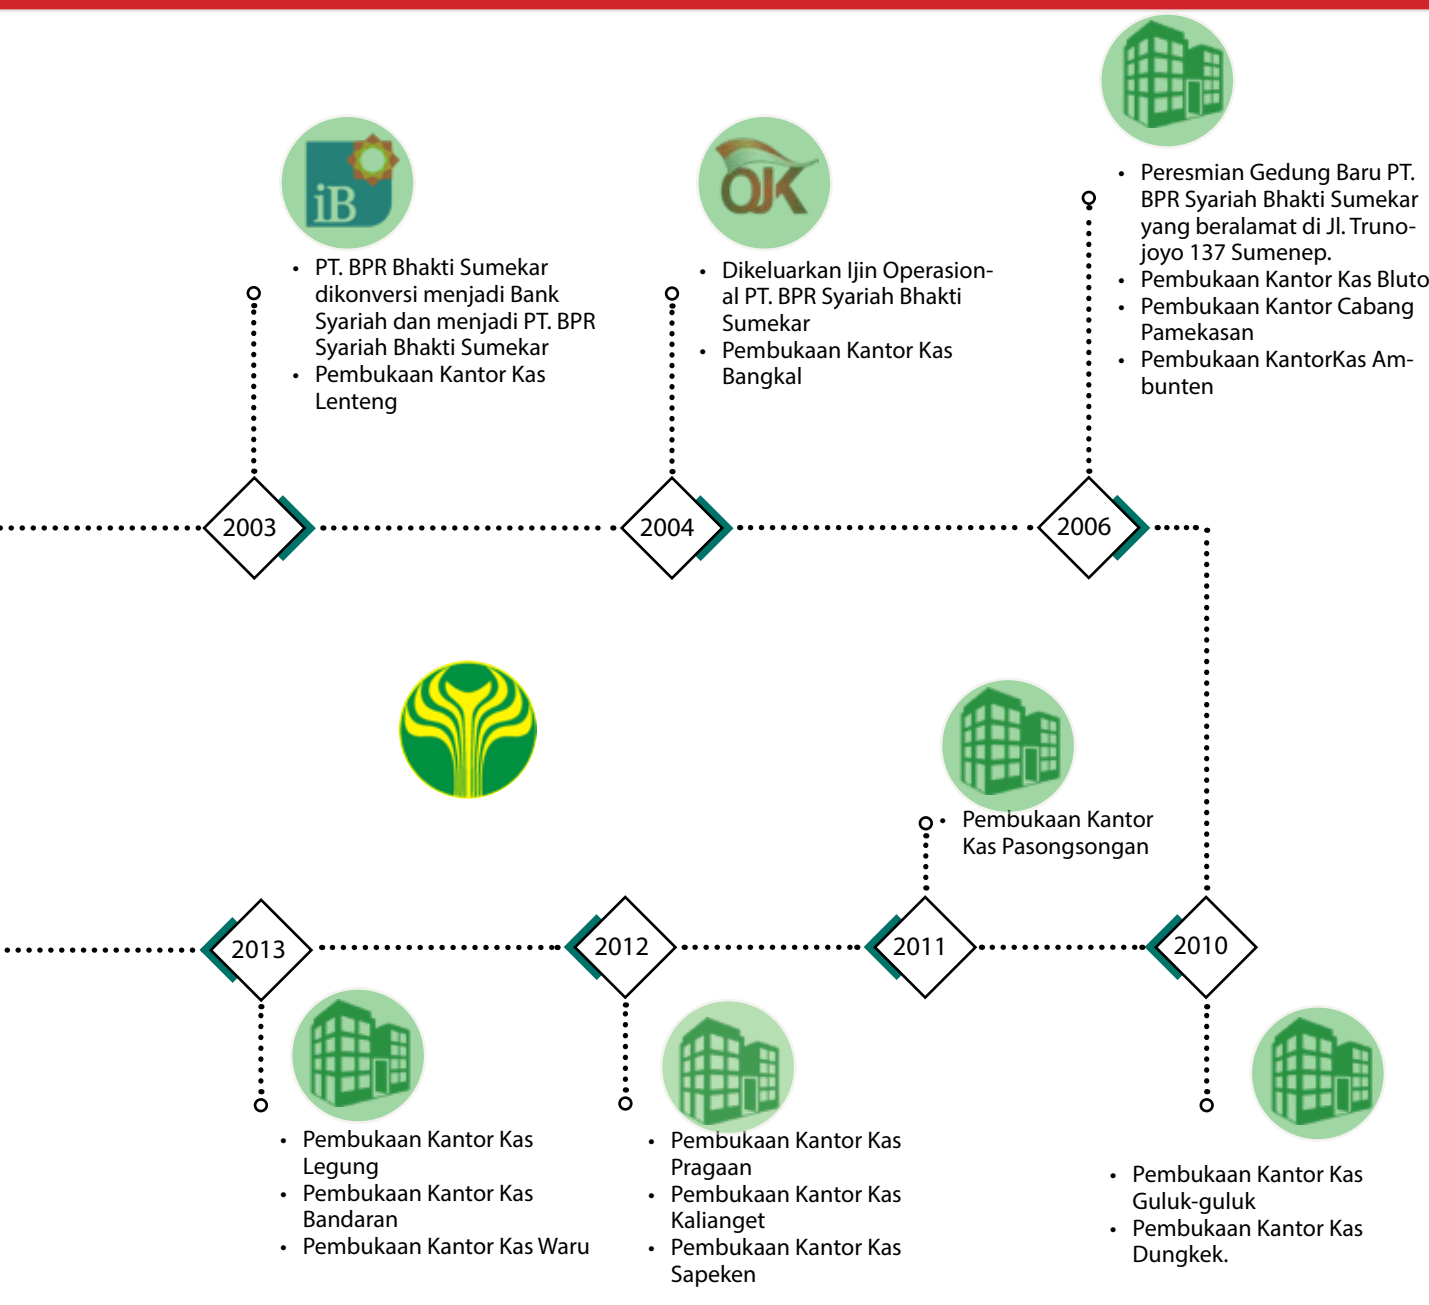 iB
PT. BPR Bhakti Sumekar
dikonversi menjadi Bank
Syariah dan menjadi PT. BPR
Syariah Bhakti Sumekar
Pembukaan Kantor Kas
Lenteng
OJK
Dikeluarkan Ijin Operasion-
al PT. BPR Syariah Bhakti
Sumekar
Pembukaan Kantor Kas
Bangkal
Peresmian Gedung Baru PT.
BPR Syariah Bhakti Sumekar
yang beralamat di Jl. Truno-
joyo 137 Sumenep.
Pembukaan Kantor Kas Bluto
Pembukaan Kantor Cabang
Pamekasan
Pembukaan KantorKas Am-
bunten
2003
2004
2006
Pembukaan Kantor
Kas Pasongsongan
2013
2012
2011
2010
Pembukaan Kantor Kas
Legung
Pembukaan Kantor Kas
Bandaran
Pembukaan Kantor Kas Waru
Pembukaan Kantor Kas
Pragaan
Pembukaan Kantor Kas
Kalianget
Pembukaan Kantor Kas
Sapeken
Pembukaan Kantor Kas
Guluk-guluk
Pembukaan Kantor Kas
Dungkek.